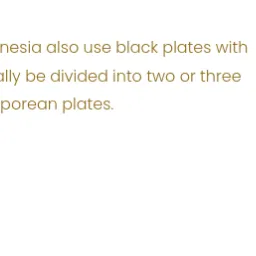 nesia also use black plates with
ally be divided into two or three
porean plates.